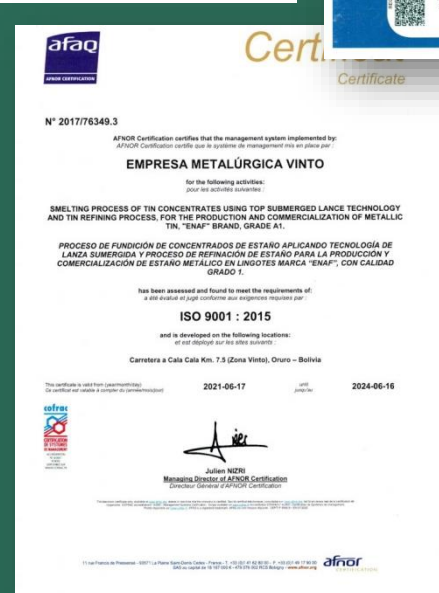 afaq
AFNOR CERTIFICATION
Certificate
N° 2017/76349.3
AFNOR Certification certifies that the management system implemented by:
AFNOR Certification certifie que le système de management mis en place par :
EMPRESA METALÚRGICA VINTO
for the following activities:
pour les activités suivantes :
SMELTING PROCESS OF TIN CONCENTRATES USING TOP SUBMERGED LANCE TECHNOLOGY
AND TIN REFINING PROCESS, FOR THE PRODUCTION AND COMMERCIALIZATION OF METALLIC
TIN, "ENAF" BRAND, GRADE A1.
PROCESO DE FUNDICIÓN DE CONCENTRADOS DE ESTAÑO APLICANDO TECNOLOGÍA DE
LANZA SUMERGIDA Y PROCESO DE REFINACIÓN DE ESTAÑO PARA LA PRODUCCIÓN Y
COMERCIALIZACIÓN DE ESTAÑO METÁLICO EN LINGOTES MARCA "ENAF", CON CALIDAD
GRADO 1.
has been assessed and found to meet the requirements of:
a été évalué et jugé conforme aux exigences requises par :
ISO 9001 : 2015
and is developed on the following locations:
et est déployé sur les sites suivants :
Carretera a Cala Cala Km. 7.5 (Zona Vinto), Oruro – Bolivia
This certificate is valid from (year/month/day) 2021-06-17 until 2024-06-16
Ce certificat est valable à compter du (année/mois/jour) jusqu'au
cofrac
Julien NIZRI
Managing Director of AFNOR Certification
Directeur Général d'AFNOR Certification
afnor
CERTIFICATION